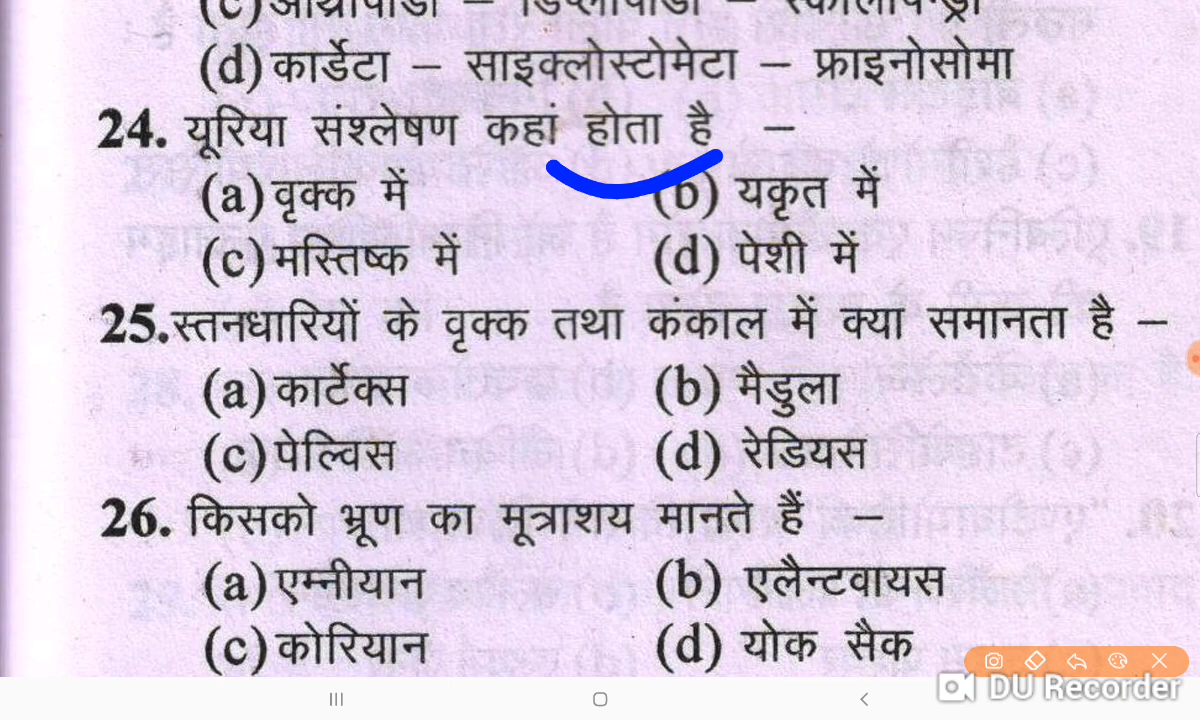 (c) आर्थ्रोपोडा – डिप्लोपोडा – स्कोलोपेन्ड्रा
(d) कार्डेटा – साइक्लोस्टोमेटा – फ्राइनोसोमा
24. यूरिया संश्लेषण कहां होता है –
(a) वृक्क में (b) यकृत में
(c) मस्तिष्क में (d) पेशी में
25. स्तनधारियों के वृक्क तथा कंकाल में क्या समानता है –
(a) कार्टेक्स (b) मैडुला
(c) पेल्विस (d) रेडियस
26. किसको भ्रूण का मूत्राशय मानते हैं –
(a) एम्नीयान (b) एलैन्टवायस
(c) कोरियान (d) योक सैक
DU Recorder